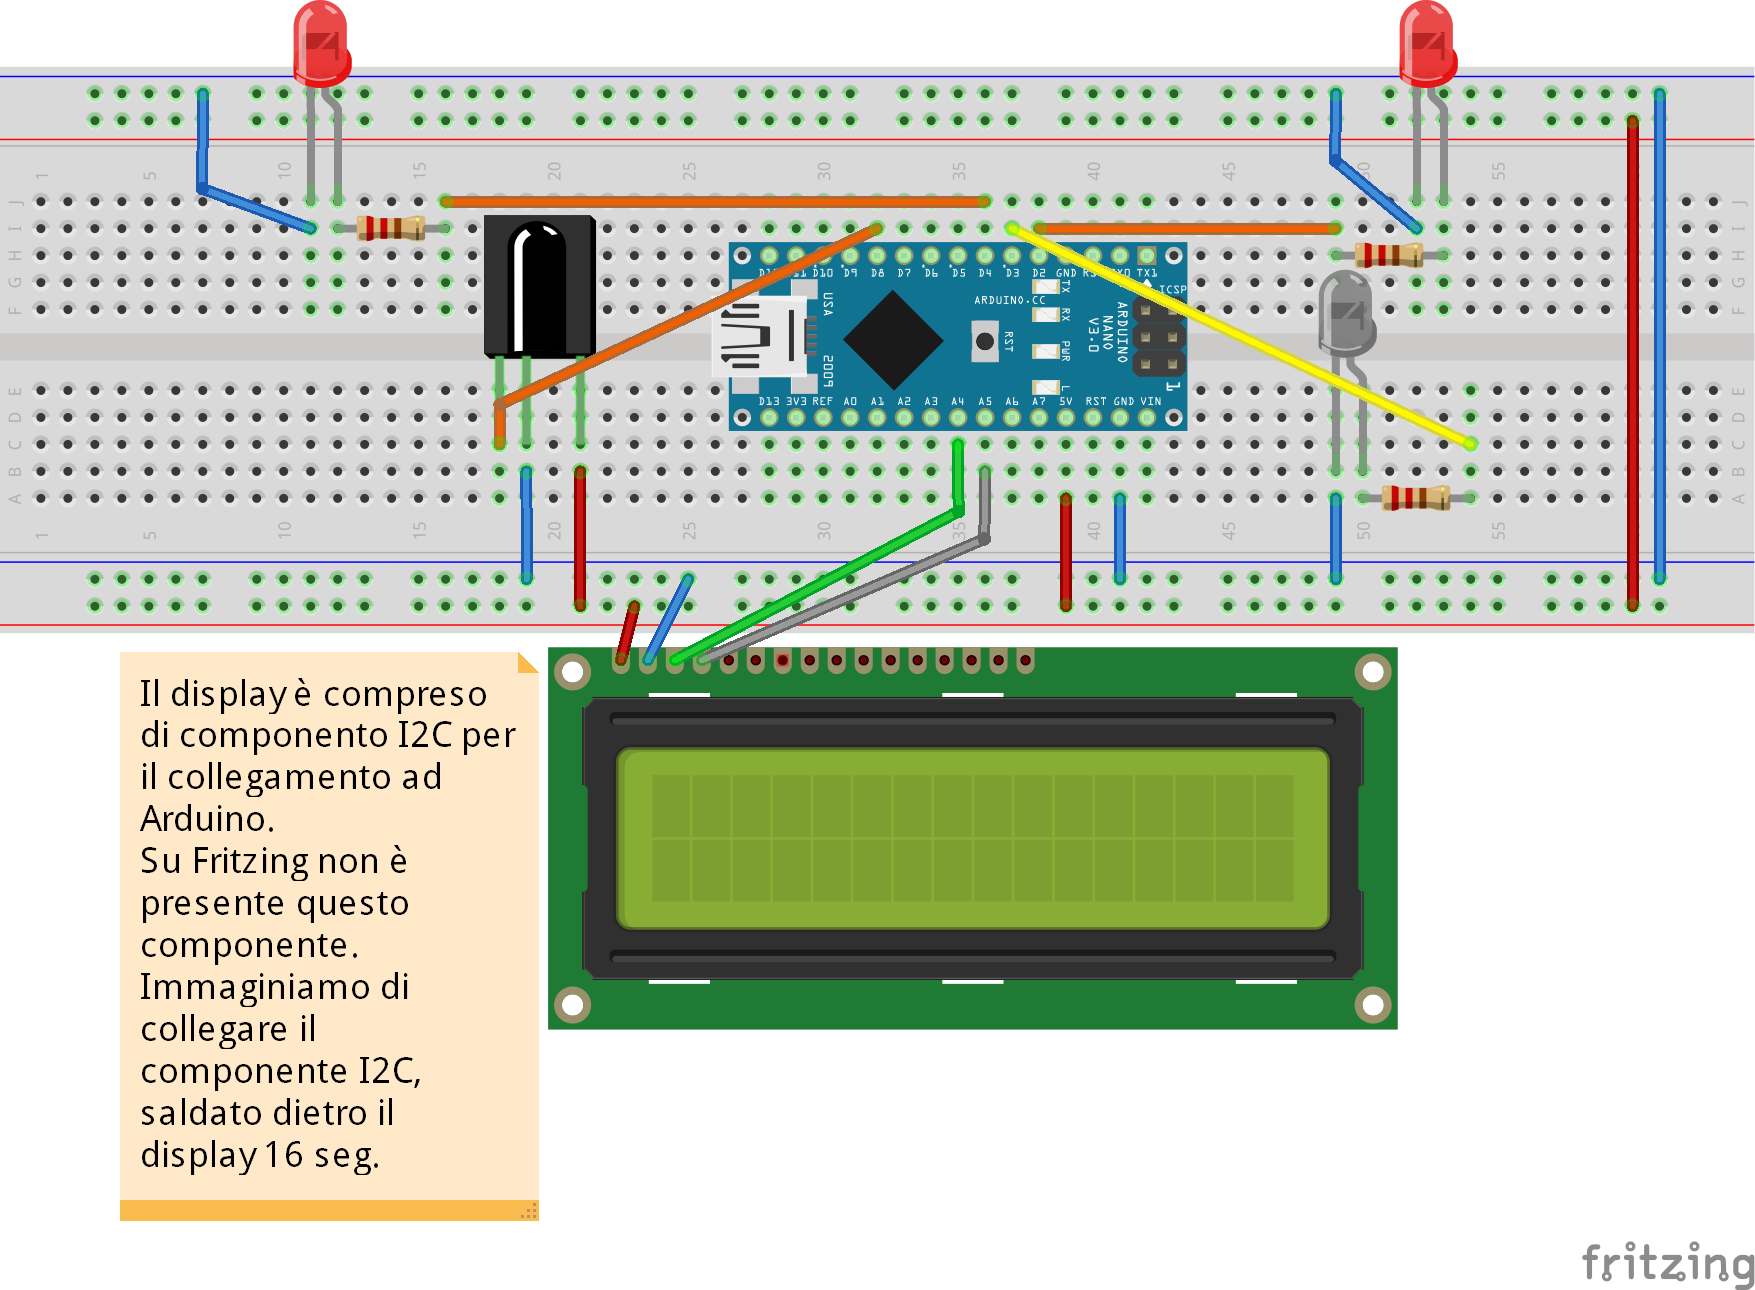 1 5 10 15 20 25 30 35 40 45 50 55
J J
I I
H H
G G
F F
D10 D9 D8 D7 D6 D5 D4 D3 D2 GND TX1
ICSP
ARDUINO.CC
USA
2009
RST
TX
RX
PWR
L
ARDUINO
NANO
V3.0
1
D13 3V3 REF A0 A1 A2 A3 A4 A5 A6 A7 5V RST GND VIN
E E
D D
C C
B B
A A
1 5 10 15 20 25 30 35 40 45 50 55
Il display è compreso
di componento I2C per
il collegamento ad
Arduino.
Su Fritzing non è
presente questo
componente.
Immaginiamo di
collegare il
componente I2C,
saldato dietro il
display 16 seg.
fritzing